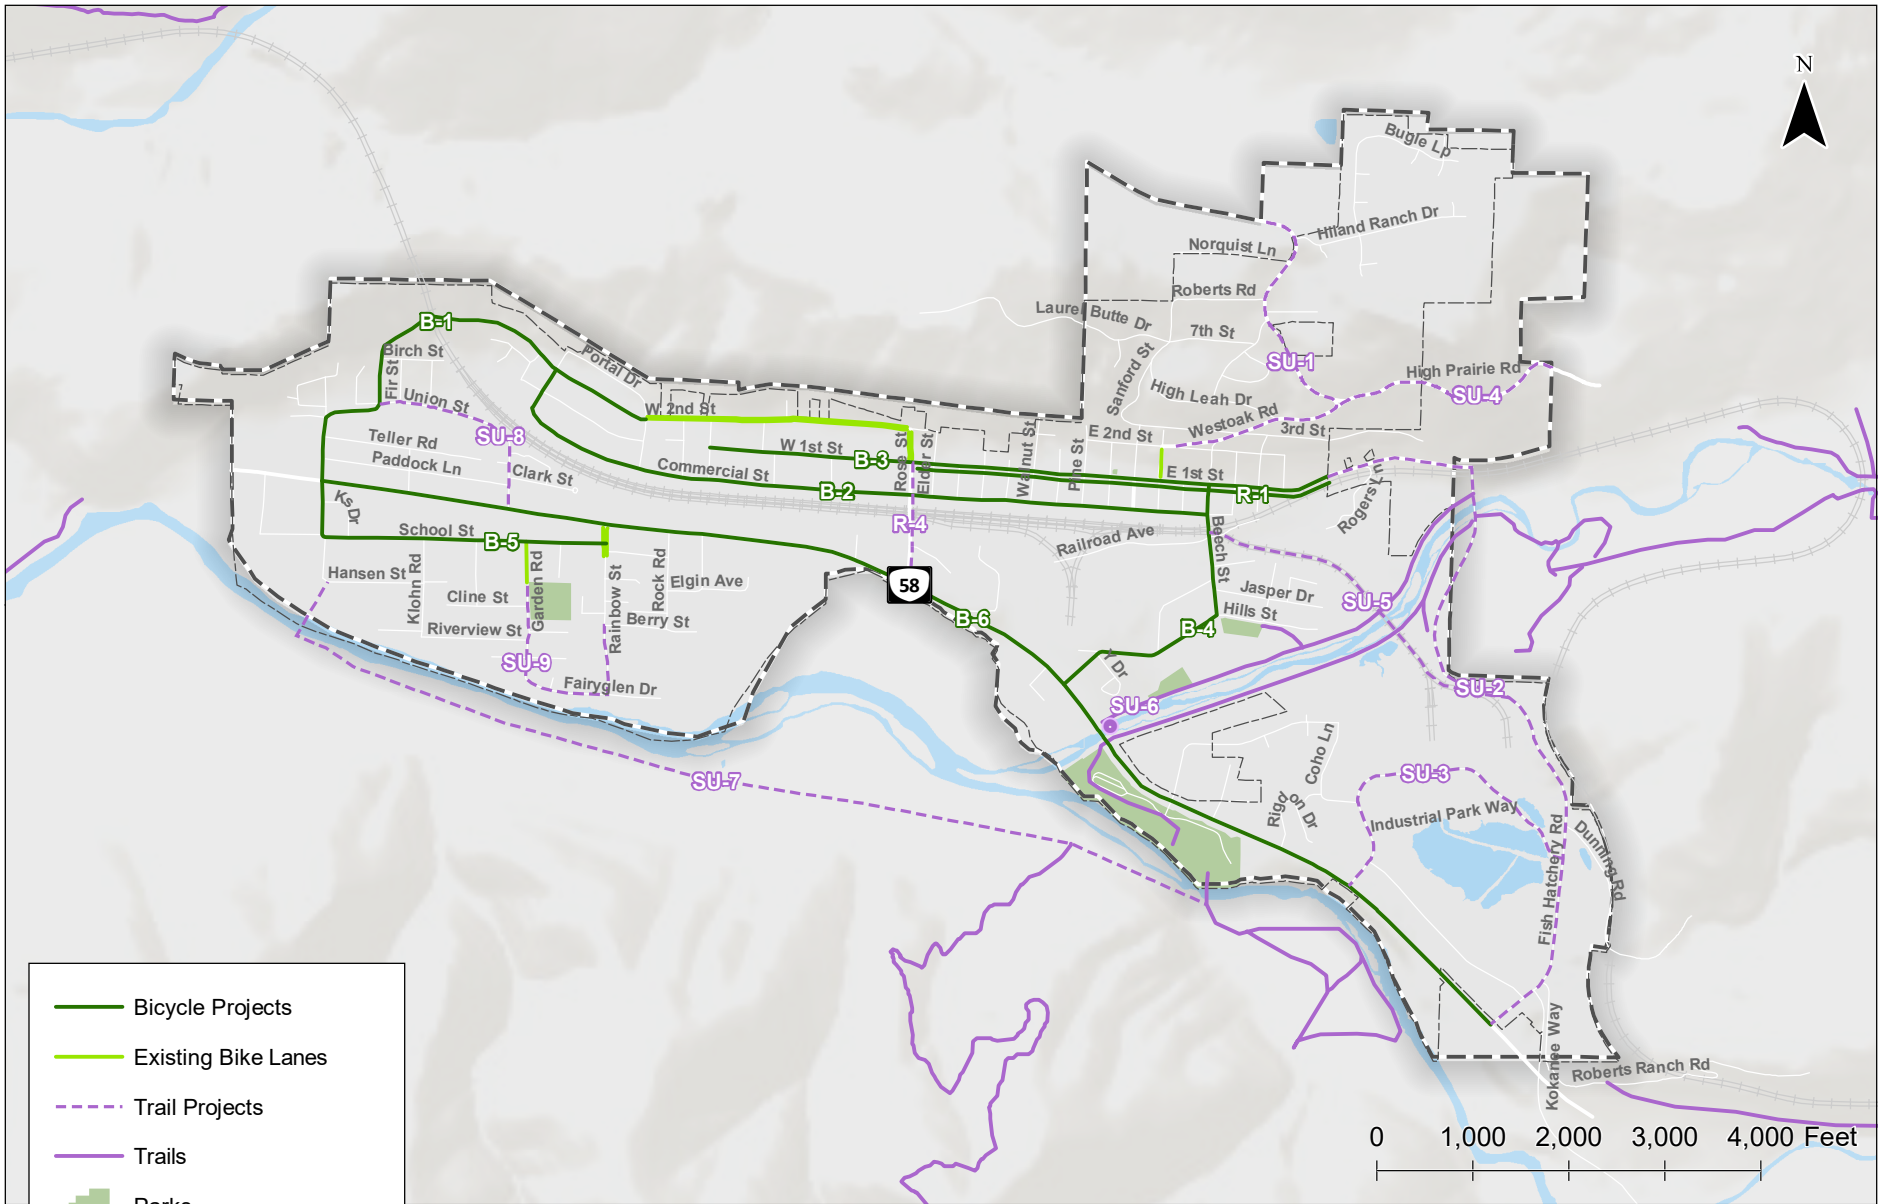 N
Bugle Lp
Hiland Ranch Dr
Norquist Ln
Roberts Rd
Laurel Butte Dr
7th St
B-1
Birch St
Portal Dr
Sanford St
SU-1
High Prairie Rd
Fir St
Union St
High Leah Dr
SU-4
W 2nd St
Westoak Rd
SU-8
Teller Rd
E 2nd St
3rd St
W 1st St
Rose St
Elder St
Walnut St
Pine St
Paddock Ln
Clark St
Commercial St
B-3
E 1st St
B-2
R-1
Ks Dr
Rogers Ln
School St
B-5
R-4
Railroad Ave
Beech St
Hansen St
Klohn Rd
Garden Rd
Rainbow St
Rock Rd
Elgin Ave
58
Jasper Dr
SU-5
Cline St
Hills St
Riverview St
Berry St
B-6
B-4
SU-9
Y Dr
Fairyglen Dr
SU-2
SU-6
SU-7
Coho Ln
SU-3
Rigdon Dr
Industrial Park Way
Dunning Rd
Fish Hatchery Rd
Kokanee Way
Roberts Ranch Rd
Bicycle Projects
Existing Bike Lanes
Trail Projects
Trails
Parks
0 1,000 2,000 3,000 4,000 Feet